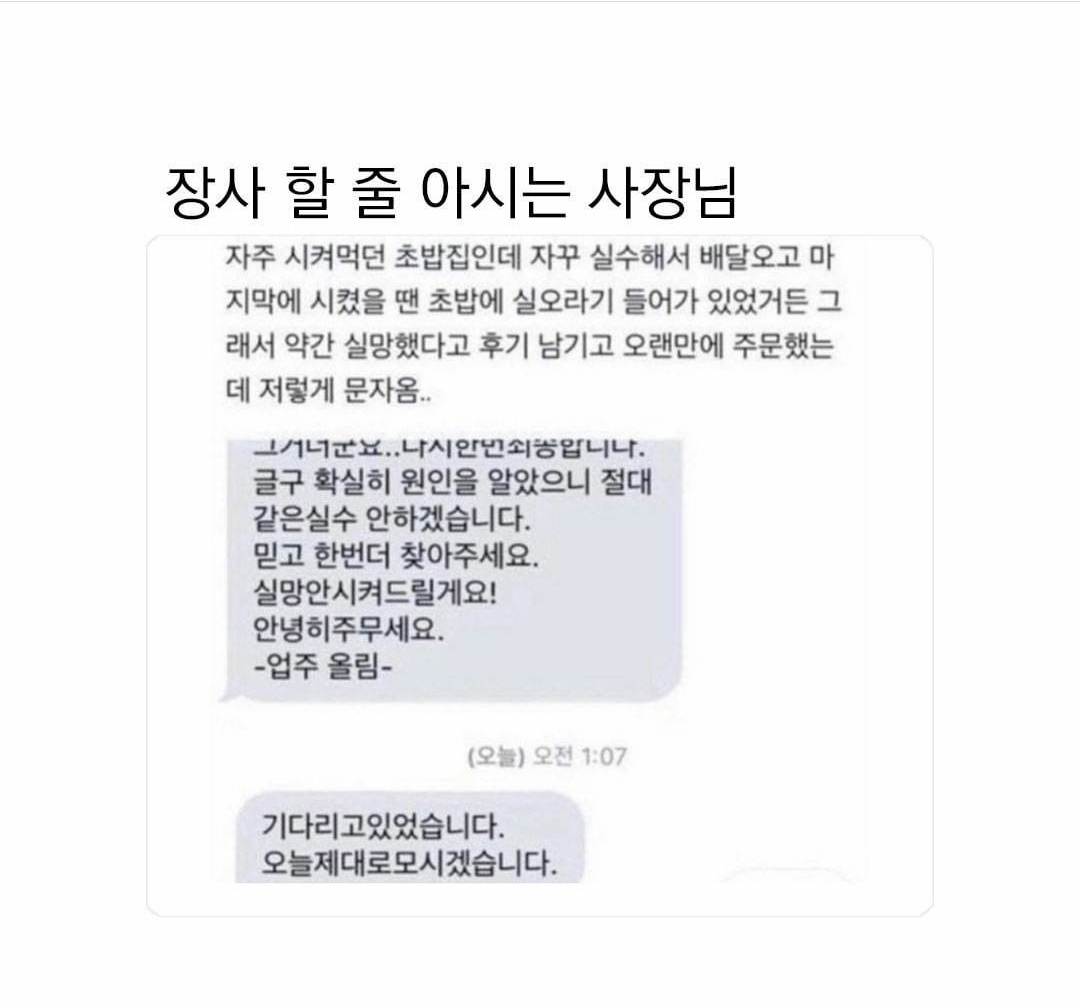 장사 할 줄 아시는 사장님
자주 시켜먹던 초밥집인데 자꾸 실수해서 배달오고 마
지막에 시켰을 땐 초밥에 실오라기 들어가 있었거든 그
래서 약간 실망했다고 후기 남기고 오랜만에 주문했는
데 저렇게 문자옴..
그거너군요..다시한번죄송합니다.
글구 확실히 원인을 알았으니 절대
같은실수 안하겠습니다.
믿고 한번더 찾아주세요.
실망안시켜드릴게요!
안녕히주무세요.
-업주 올림-
(오늘) 오전 1:07
기다리고있었습니다.
오늘제대로모시겠습니다.